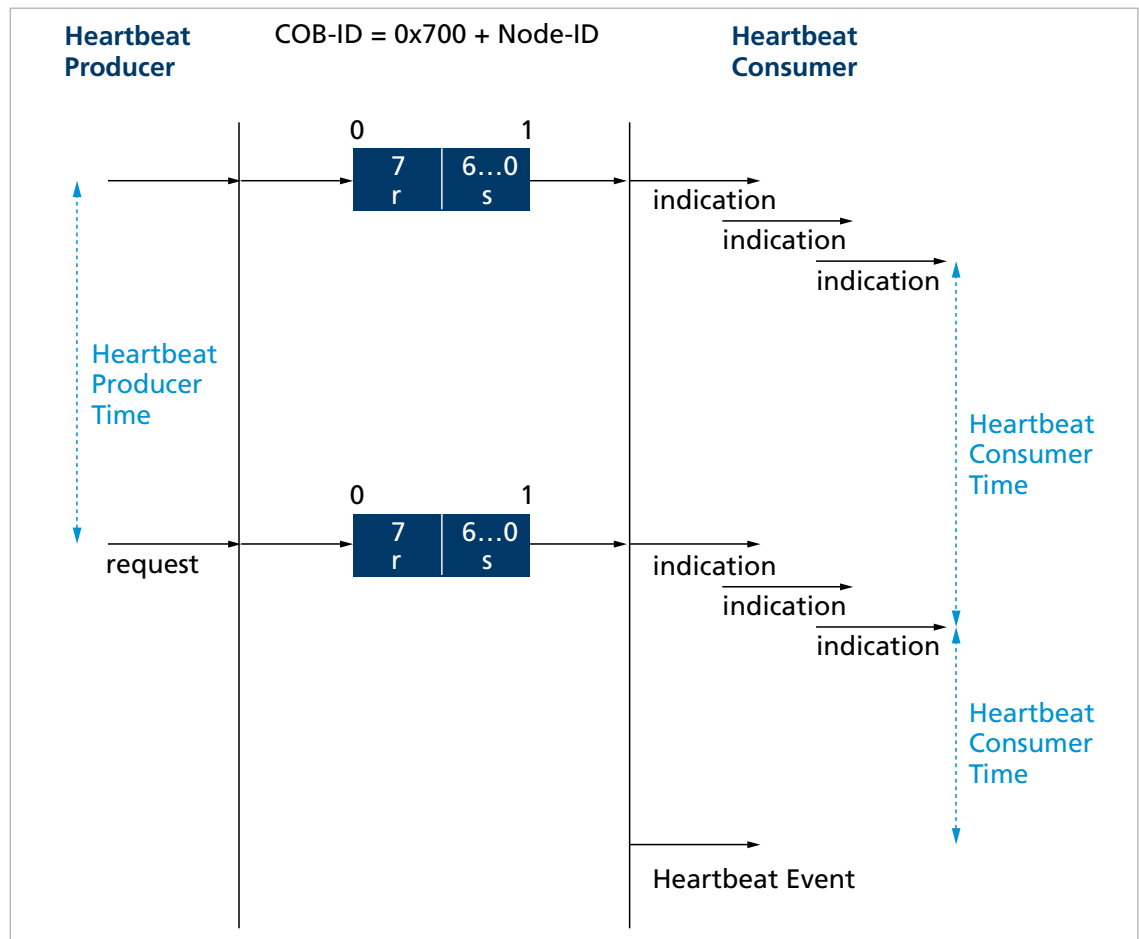 Heartbeat
Producer
COB-ID = 0x700 + Node-ID
Heartbeat
Consumer
0 1
7 6…0
r s
indication
indication
indication
Heartbeat
Producer
Time
Heartbeat
Consumer
Time
0 1
7 6…0
r s
request
indication
indication
indication
Heartbeat
Consumer
Time
Heartbeat Event